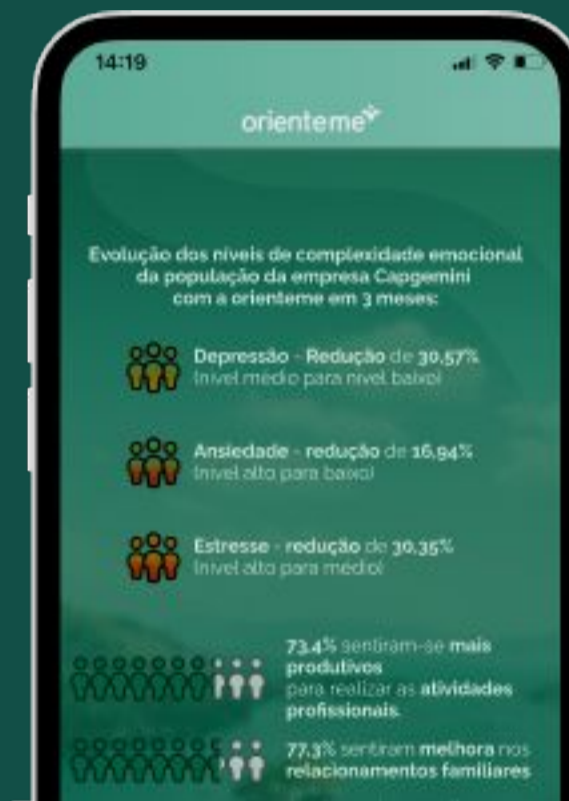 14:19
orienteme
Evolução dos níveis de complexidade emocional
da população da empresa Capgemini
com a orienteme em 3 meses:
Depressão - Redução de 30,57%
(nível médio para nível baixo)
Ansiedade - redução de 16,94%
(nível alto para baixo)
Estresse - redução de 30,35%
(nível alto para médio)
73,4% sentiram-se mais
produtivos
para realizar as atividades
profissionais.
77,3% sentiram melhora nos
relacionamentos familiares